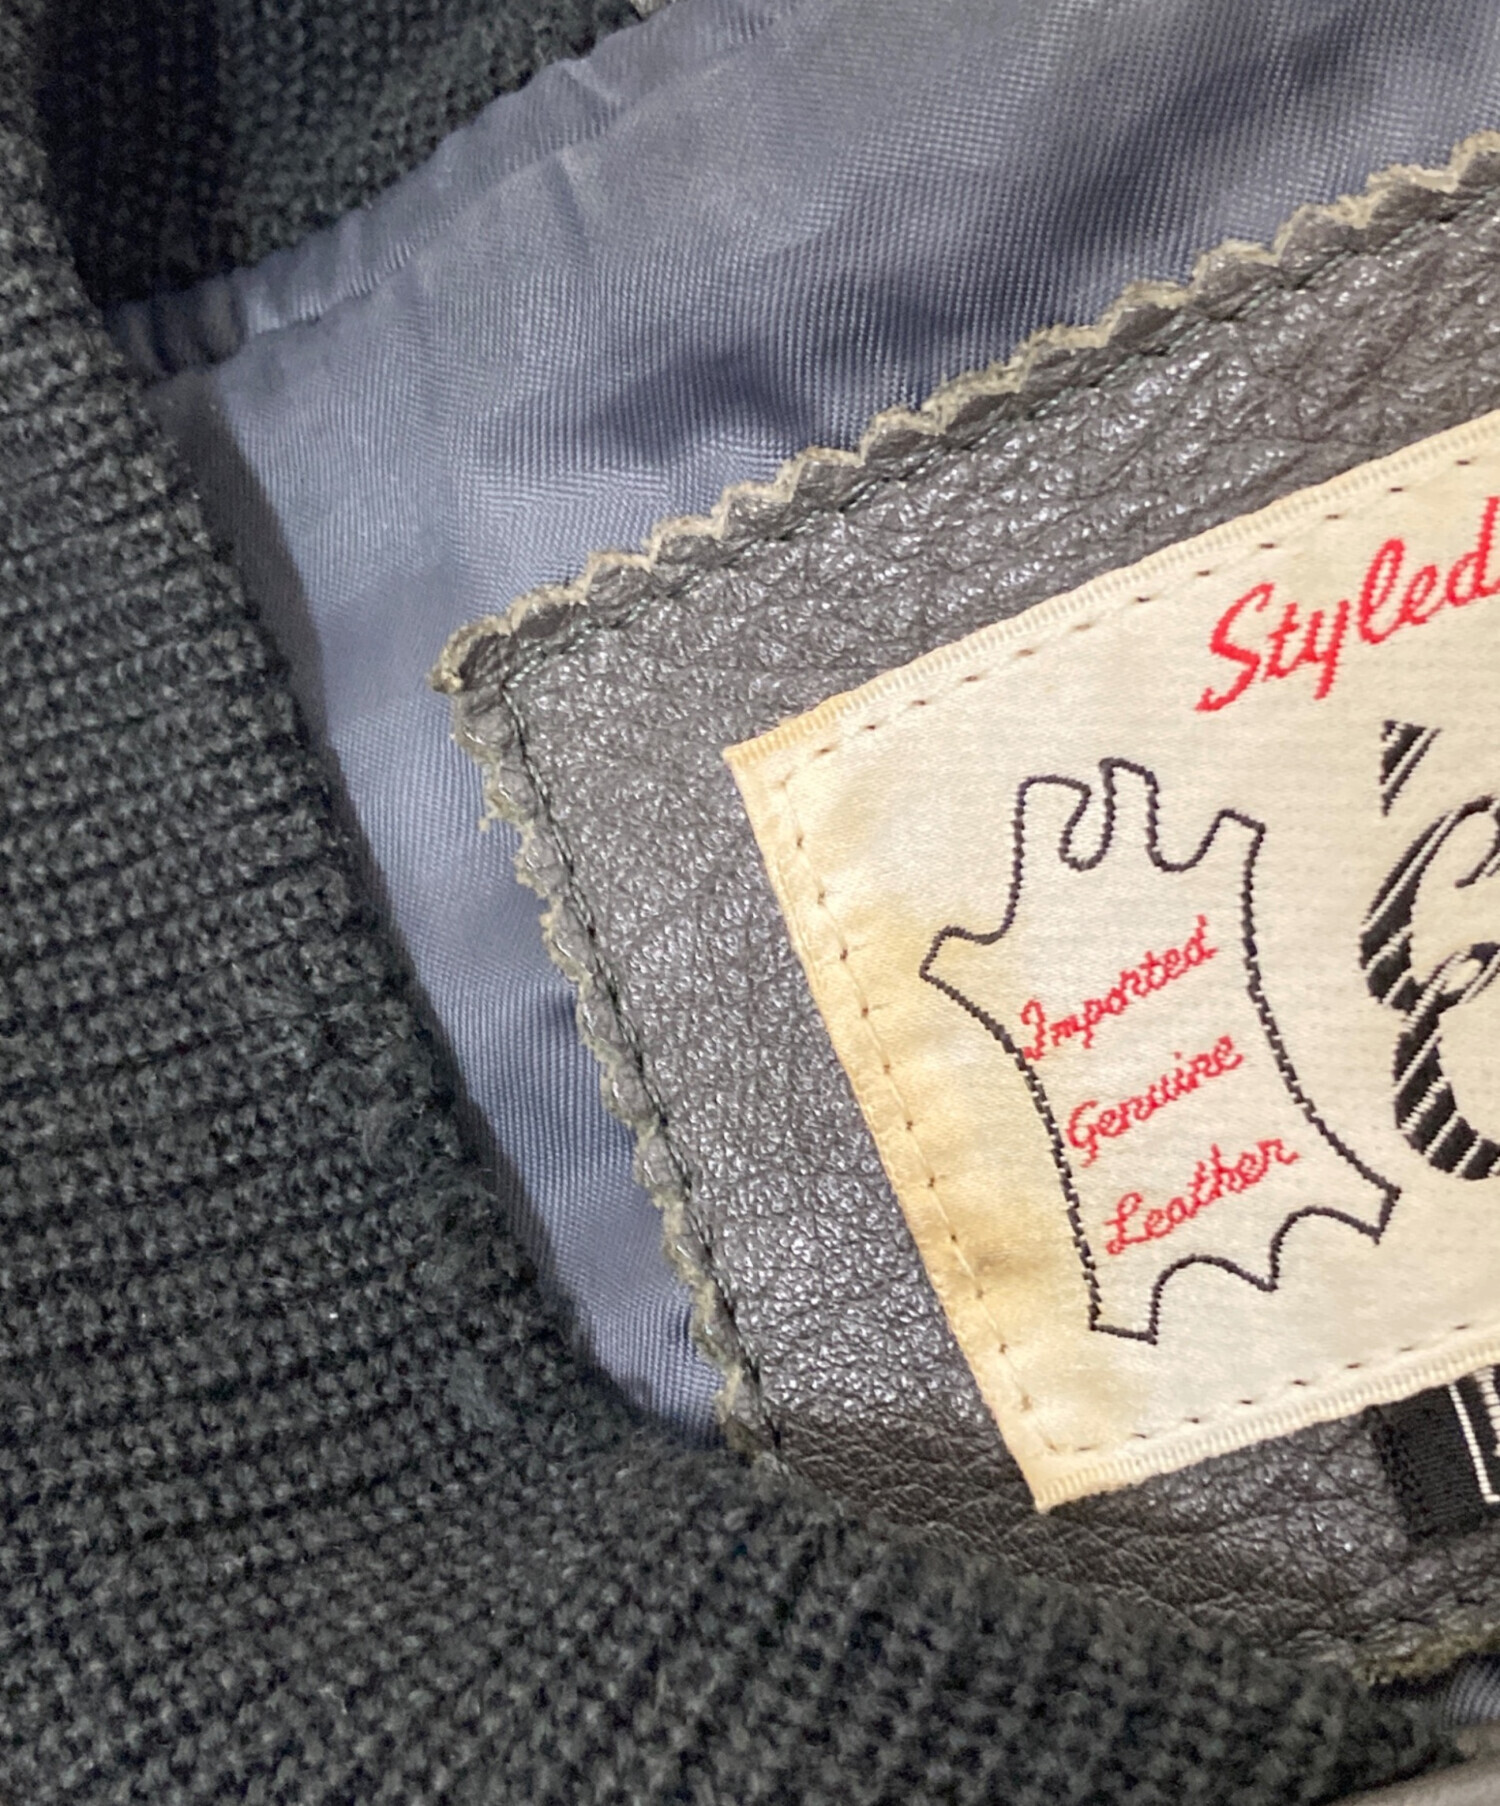 Styled
Imported
Genuine
Leather